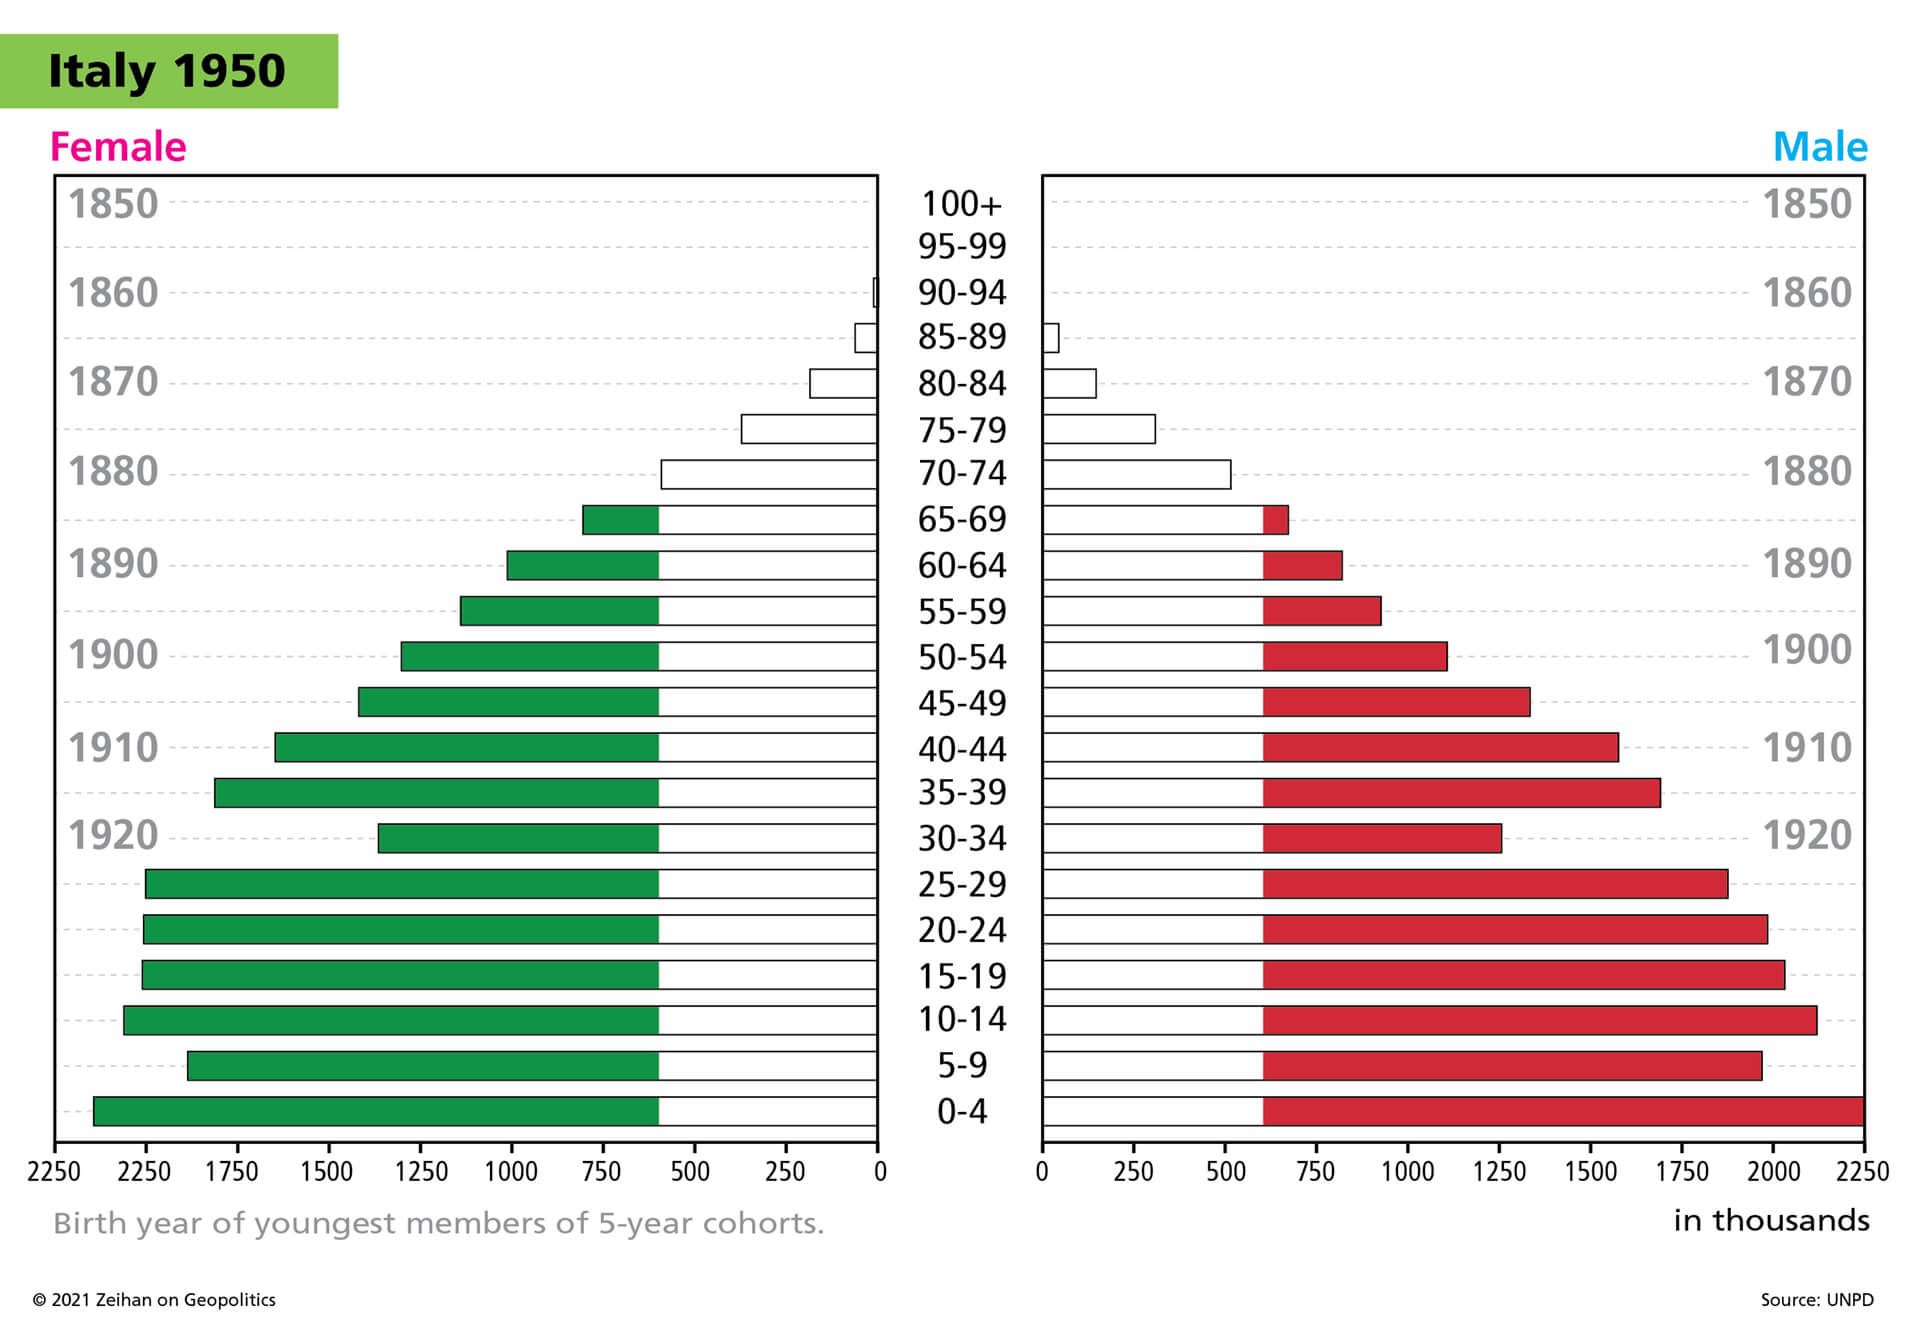 Italy 1950
Female Male
1850 100+ 1850
95-99
1860 90-94 1860
85-89
1870 80-84 1870
75-79
1880 70-74 1880
65-69
1890 60-64 1890
55-59
1900 50-54 1900
45-49
1910 40-44 1910
35-39
1920 30-34 1920
25-29
20-24
15-19
10-14
5-9
0-4
2250 2250 1750 1500 1250 1000 750 500 250 0 0 250 500 750 1000 1250 1500 1750 2000 2250
Birth year of youngest members of 5-year cohorts. in thousands
© 2021 Zeihan on Geopolitics Source: UNPD